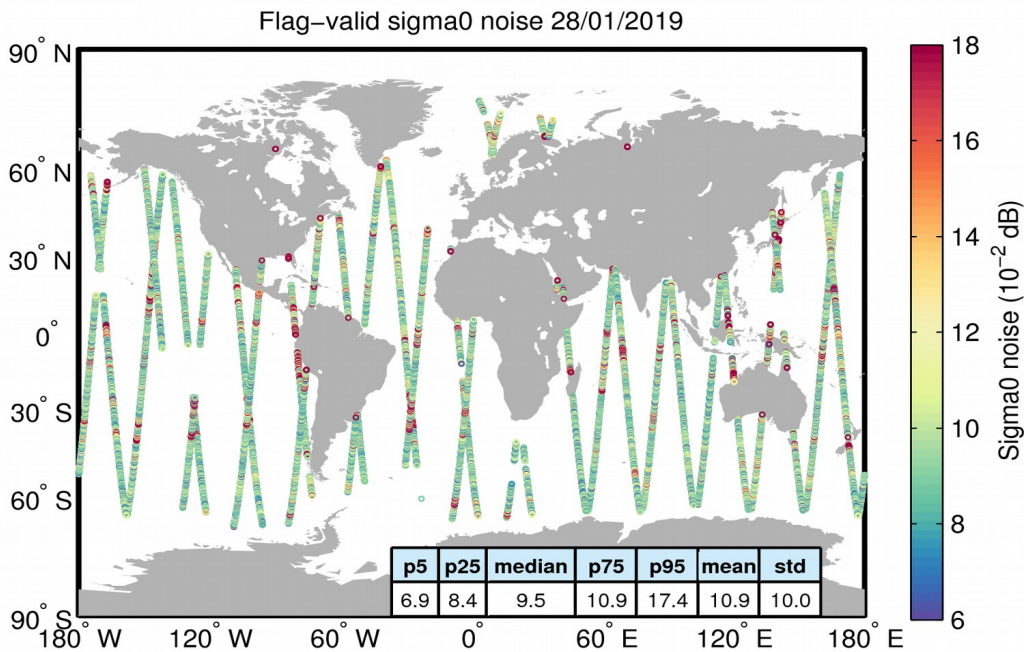 Flag−valid sigma0 noise 28/01/2019
90° N
60° N
30° N
0°
30° S
60° S
90° S
180° W 120° W 60° W 0° 60° E 120° E 180° E
p5 p25 median p75 p95 mean std
6.9 8.4 9.5 10.9 17.4 10.9 10.0
18
16
14
12
10
8
6
Sigma0 noise (10⁻² dB)